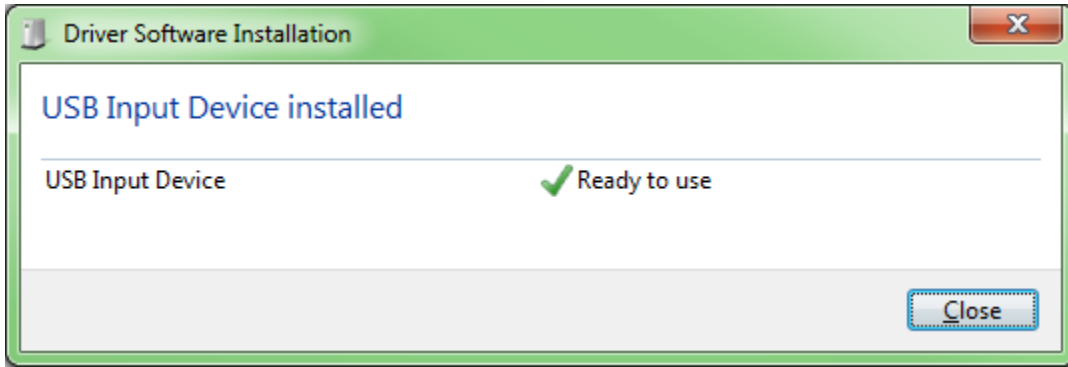 Driver Software Installation
USB Input Device installed
USB Input Device Ready to use
Close